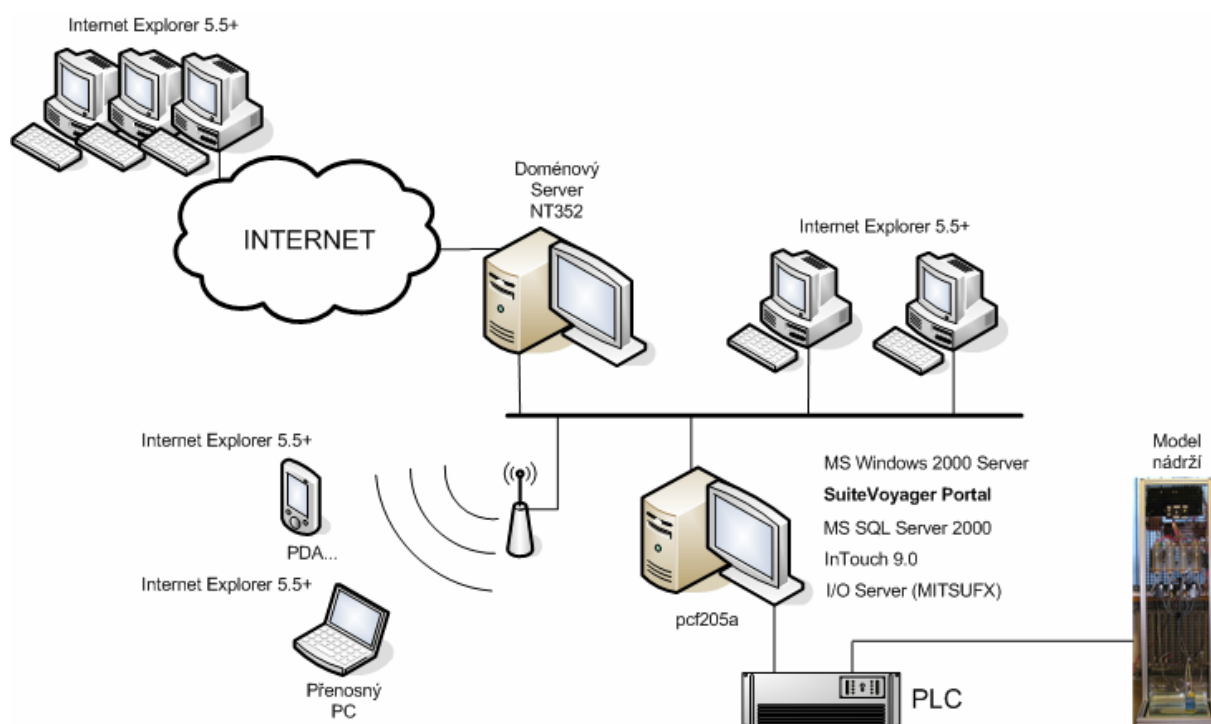 Internet Explorer 5.5+
Doménový
Server
NT352
INTERNET
Internet Explorer 5.5+
Internet Explorer 5.5+
PDA...
Internet Explorer 5.5+
Přenosný
PC
pcf205a
MS Windows 2000 Server
SuiteVoyager Portal
MS SQL Server 2000
InTouch 9.0
I/O Server (MITSUFX)
Model
nádrží
PLC